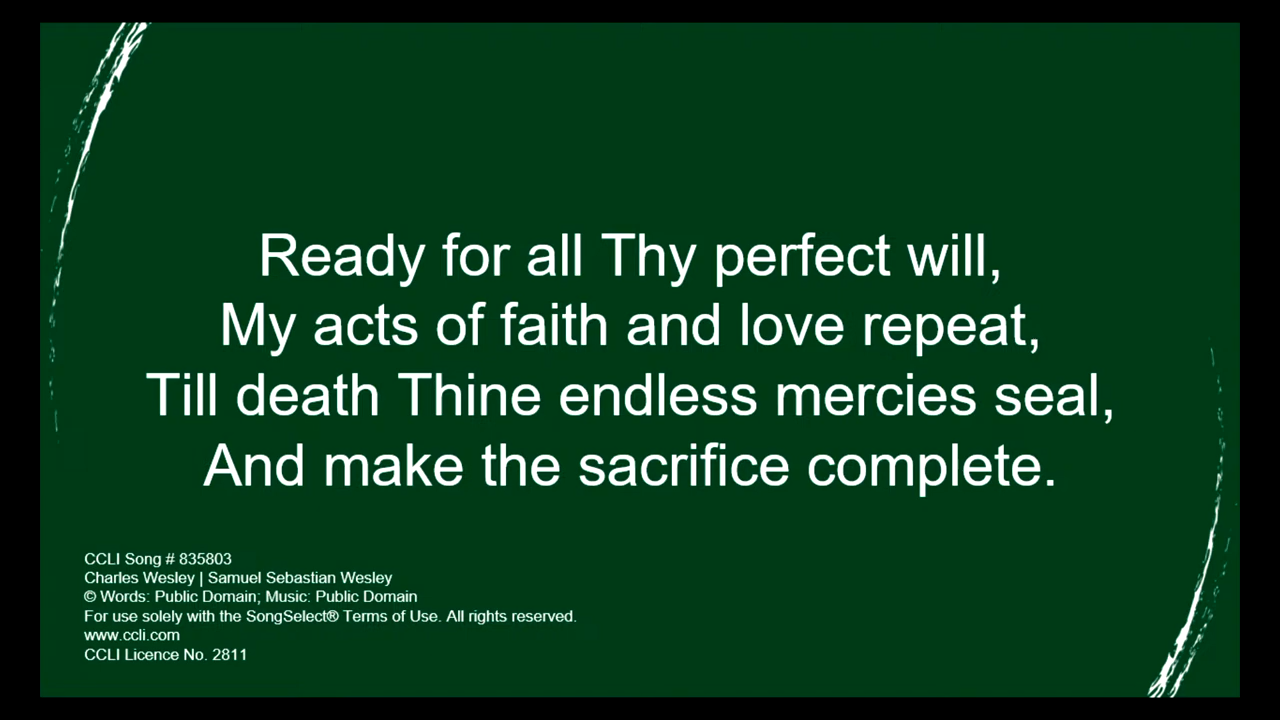 Ready for all Thy perfect will,
My acts of faith and love repeat,
Till death Thine endless mercies seal,
And make the sacrifice complete.
CCLI Song # 835803
Charles Wesley | Samuel Sebastian Wesley
© Words: Public Domain; Music: Public Domain
For use solely with the SongSelect® Terms of Use. All rights reserved.
www.ccli.com
CCLI Licence No. 2811